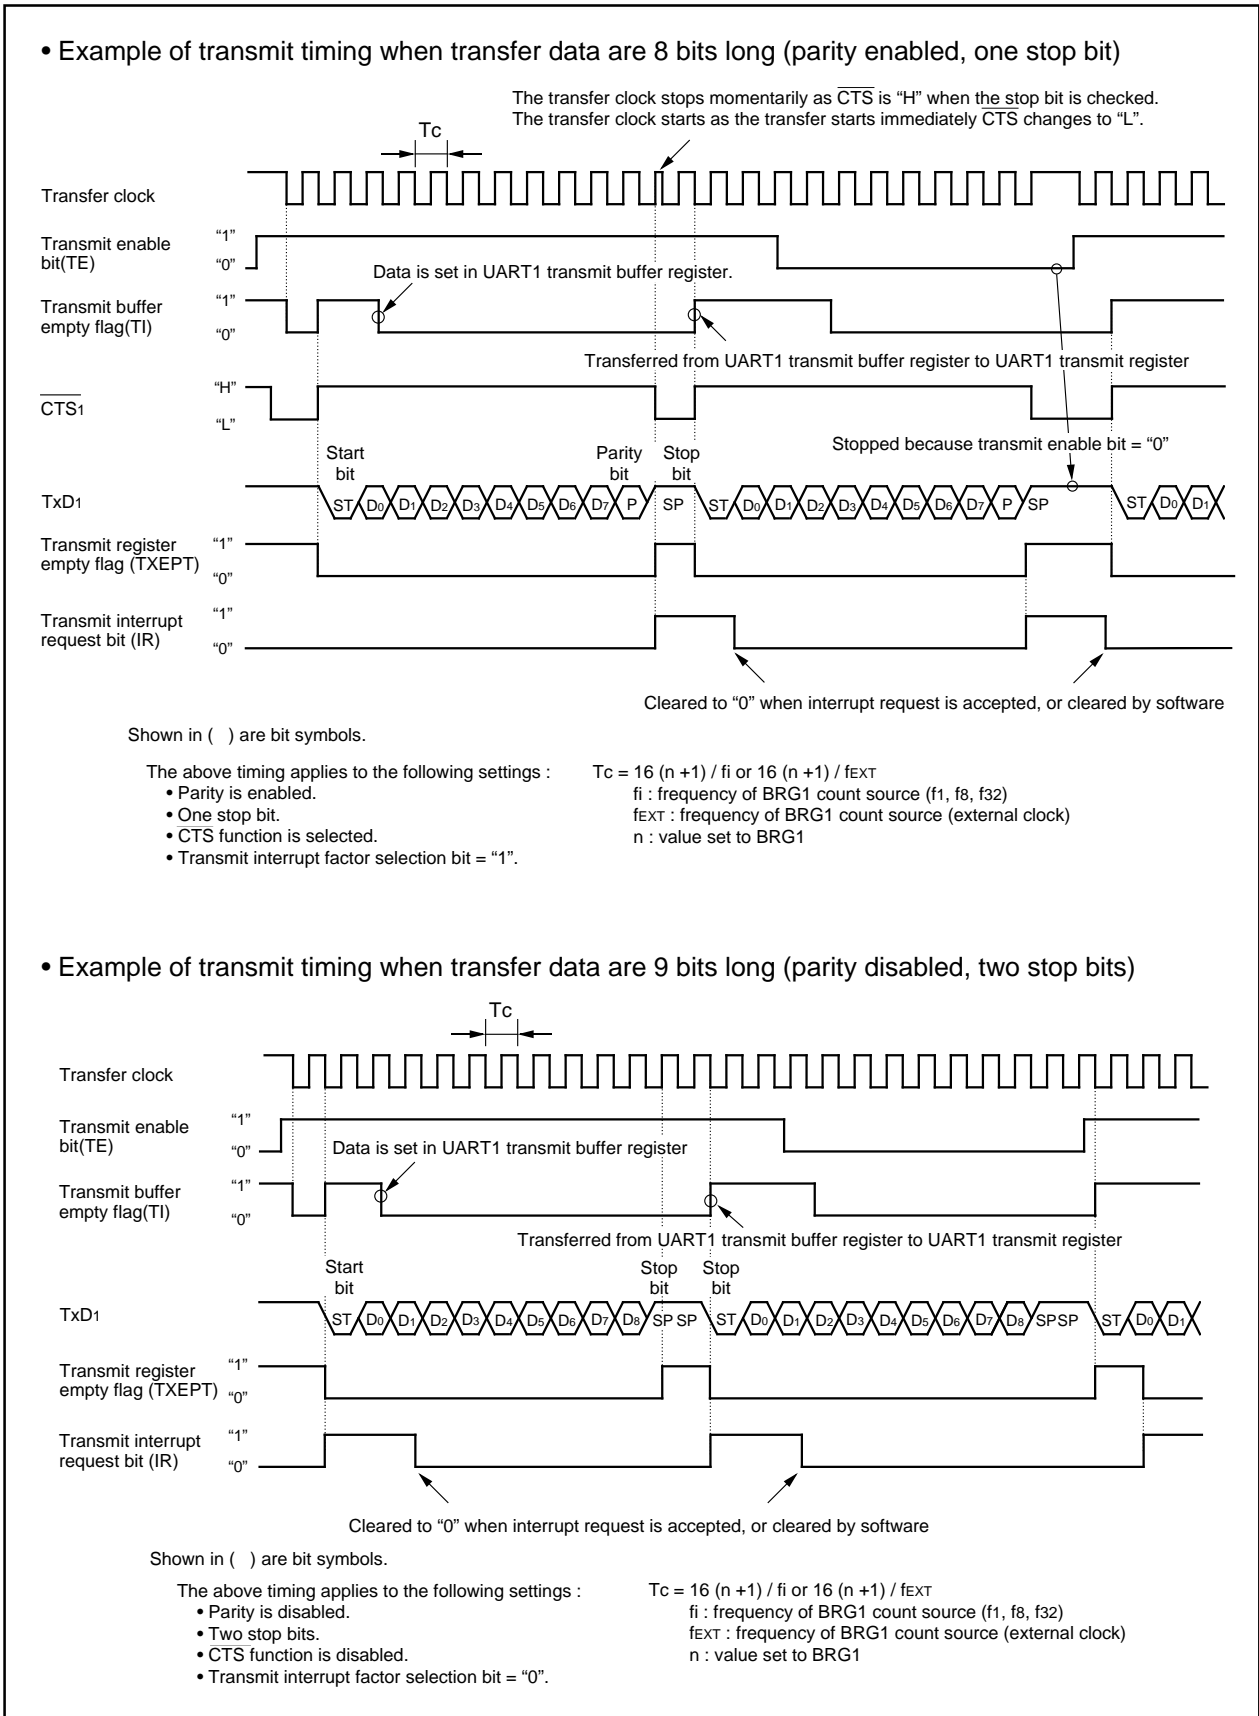 • Example of transmit timing when transfer data are 8 bits long (parity enabled, one stop bit)
The transfer clock stops momentarily as CTS is “H” when the stop bit is checked.
The transfer clock starts as the transfer starts immediately CTS changes to “L”.
Tc
Transfer clock
Transmit enable
bit(TE)
“1”
“0”
Data is set in UART1 transmit buffer register.
Transmit buffer
empty flag(TI)
“1”
“0”
Transferred from UART1 transmit buffer register to UART1 transmit register
CTS1
“H”
“L”
Stopped because transmit enable bit = “0”
Start
bit
Parity
bit
Stop
bit
TxD1
ST D0 D1 D2 D3 D4 D5 D6 D7 P SP ST D0 D1 D2 D3 D4 D5 D6 D7 P SP ST D0 D1
Transmit register
empty flag (TXEPT)
“1”
“0”
Transmit interrupt
request bit (IR)
“1”
“0”
Cleared to “0” when interrupt request is accepted, or cleared by software
Shown in ( ) are bit symbols.
The above timing applies to the following settings :
• Parity is enabled.
• One stop bit.
• CTS function is selected.
• Transmit interrupt factor selection bit = “1”.
Tc = 16 (n +1) / fi or 16 (n +1) / fEXT
fi : frequency of BRG1 count source (f1, f8, f32)
fEXT : frequency of BRG1 count source (external clock)
n : value set to BRG1
• Example of transmit timing when transfer data are 9 bits long (parity disabled, two stop bits)
Tc
Transfer clock
Transmit enable
bit(TE)
“1”
“0”
Data is set in UART1 transmit buffer register
Transmit buffer
empty flag(TI)
“1”
“0”
Transferred from UART1 transmit buffer register to UART1 transmit register
Start
bit
Stop
bit
Stop
bit
TxD1
ST D0 D1 D2 D3 D4 D5 D6 D7 D8 SP SP ST D0 D1 D2 D3 D4 D5 D6 D7 D8 SPSP ST D0 D1
Transmit register
empty flag (TXEPT)
“1”
“0”
Transmit interrupt
request bit (IR)
“1”
“0”
Cleared to “0” when interrupt request is accepted, or cleared by software
Shown in ( ) are bit symbols.
The above timing applies to the following settings :
• Parity is disabled.
• Two stop bits.
• CTS function is disabled.
• Transmit interrupt factor selection bit = “0”.
Tc = 16 (n +1) / fi or 16 (n +1) / fEXT
fi : frequency of BRG1 count source (f1, f8, f32)
fEXT : frequency of BRG1 count source (external clock)
n : value set to BRG1